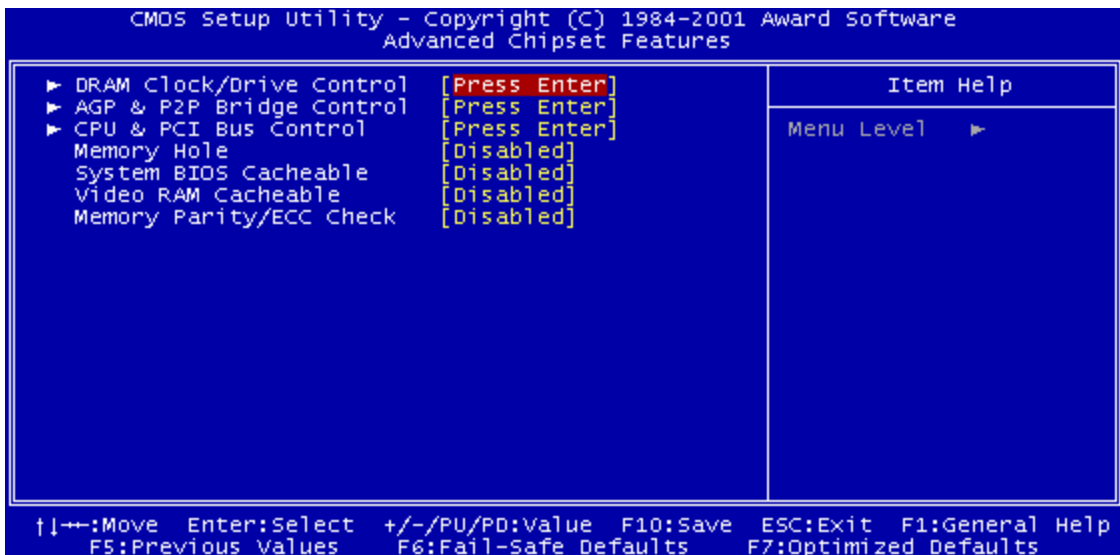 CMOS Setup Utility – Copyright (C) 1984-2001 Award Software
Advanced Chipset Features
► DRAM Clock/Drive Control [Press Enter]
► AGP & P2P Bridge Control [Press Enter]
► CPU & PCI Bus Control [Press Enter]
Memory Hole [Disabled]
System BIOS Cacheable [Disabled]
Video RAM Cacheable [Disabled]
Memory Parity/ECC Check [Disabled]
Item Help
Menu Level ►
↑↓→←:Move Enter:Select +/-/PU/PD:Value F10:Save ESC:Exit F1:General Help
F5:Previous Values F6:Fail-Safe Defaults F7:Optimized Defaults